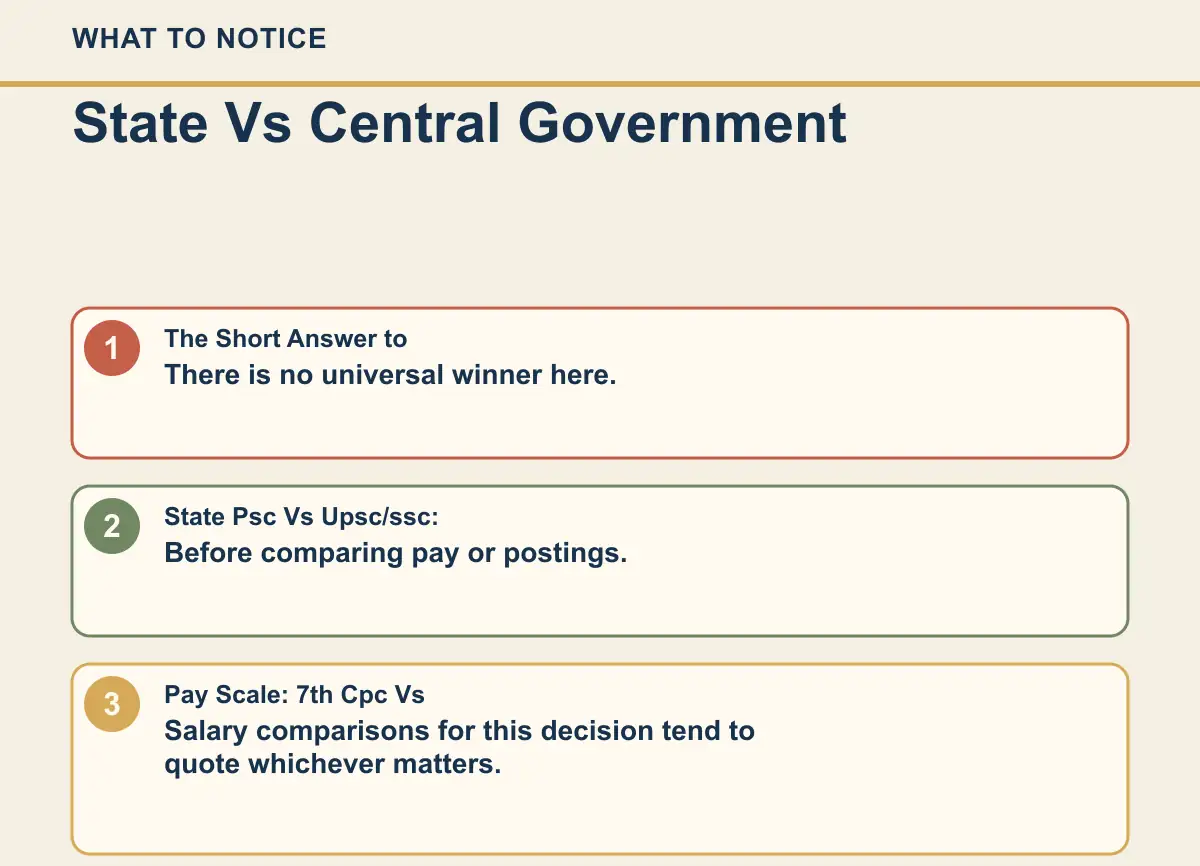 WHAT TO NOTICE
State Vs Central Government
1
The Short Answer to
There is no universal winner here.
2
State Psc Vs Upsc/ssc:
Before comparing pay or postings.
3
Pay Scale: 7th Cpc Vs
Salary comparisons for this decision tend to
quote whichever matters.